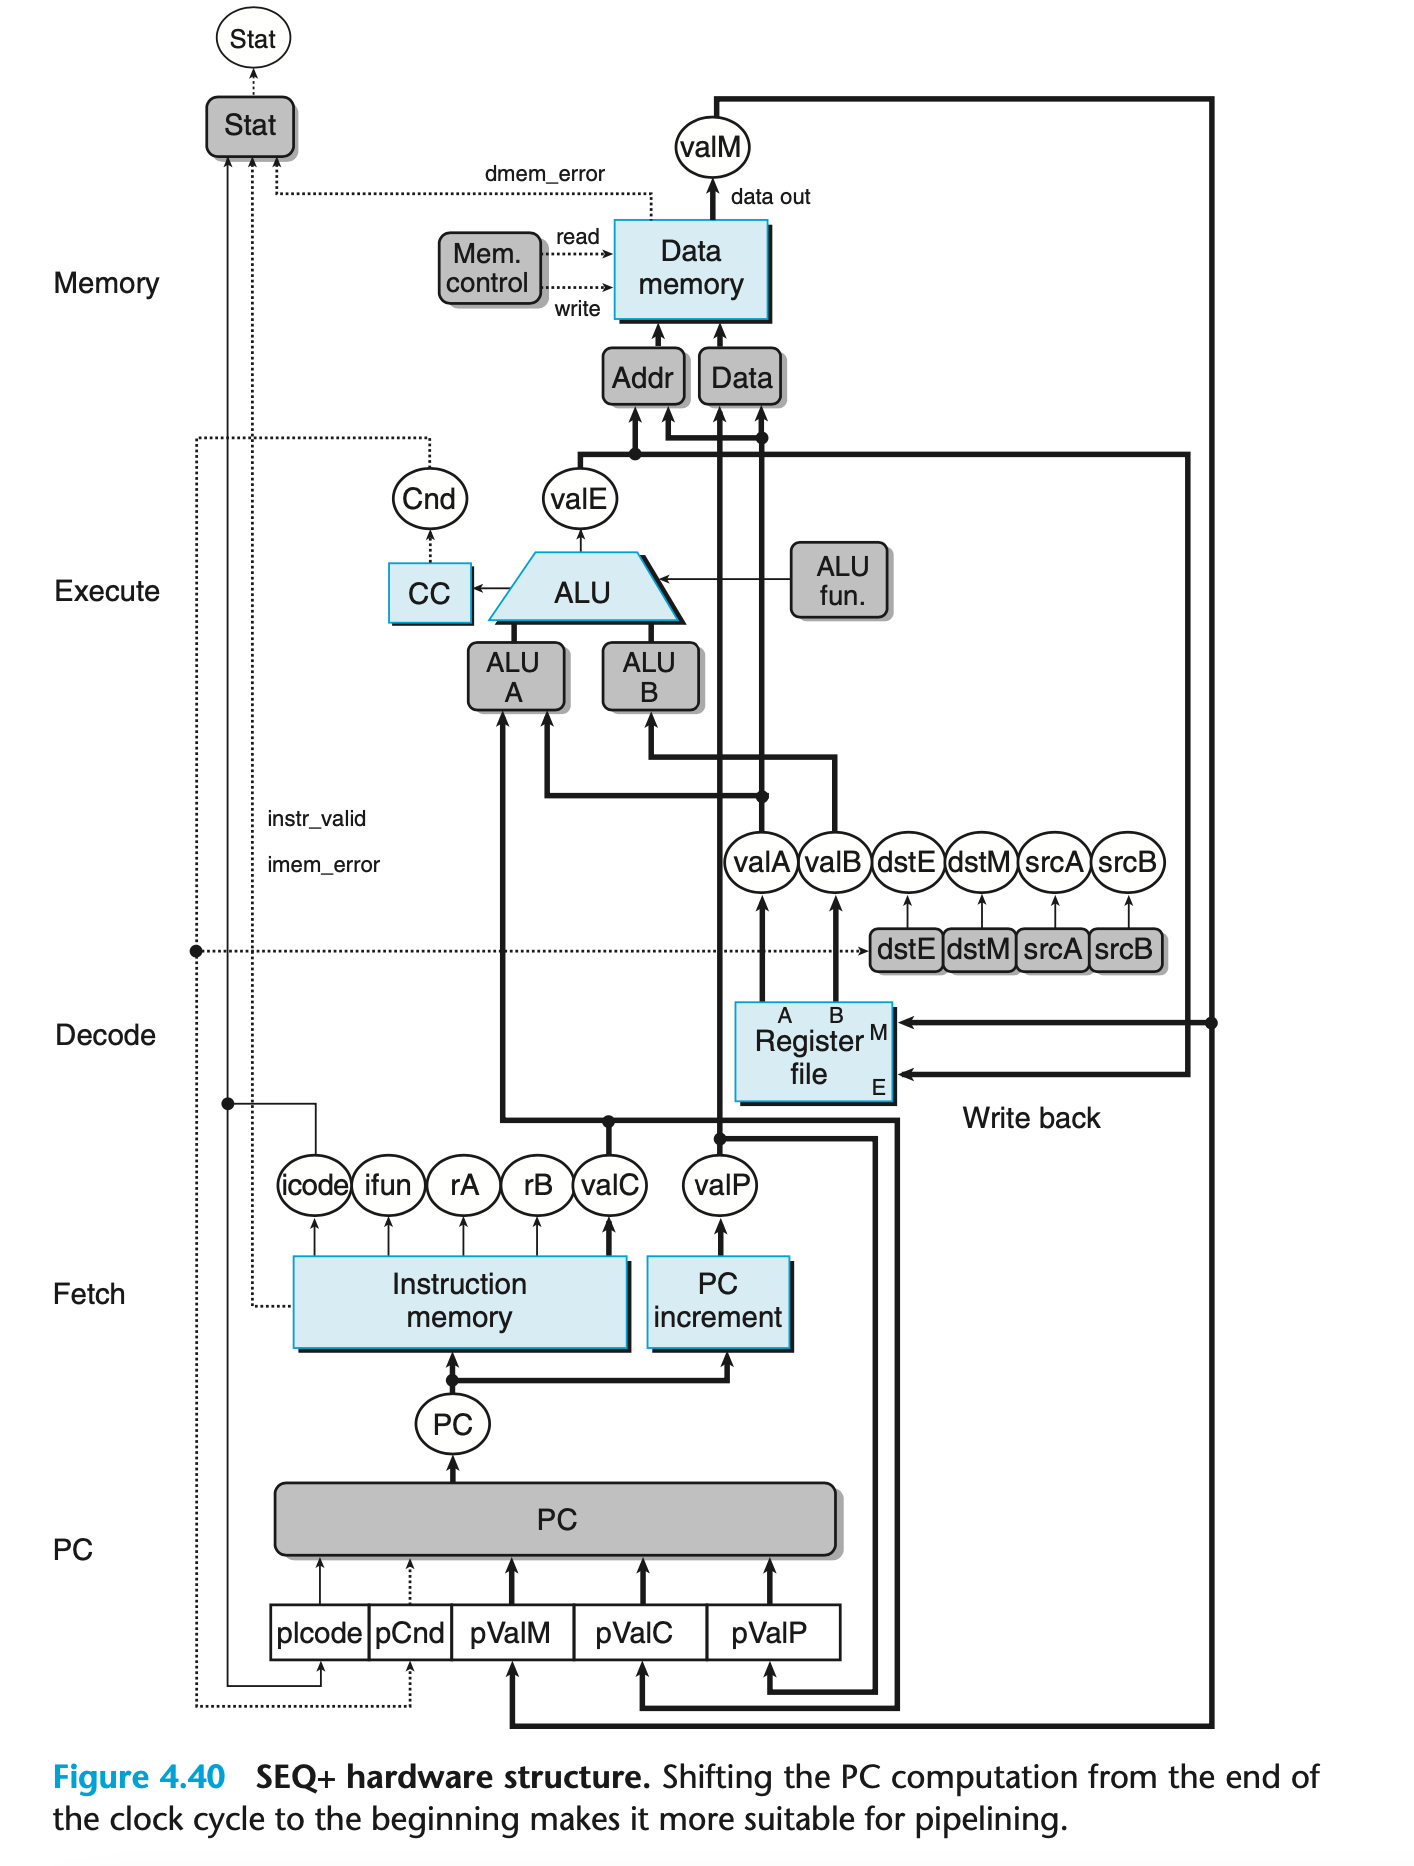 Stat
Stat
valM
dmem_error
data out
Mem.
control
read
write
Data
memory
Memory
Addr
Data
Cnd
valE
Execute
CC
ALU
ALU
fun.
ALU
A
ALU
B
instr_valid
imem_error
valA
valB
dstE
dstM
srcA
srcB
dstE
dstM
srcA
srcB
Decode
A
B
M
Register
file
E
Write back
icode
ifun
rA
rB
valC
valP
Fetch
Instruction
memory
PC
increment
PC
PC
PC
pIcode
pCnd
pValM
pValC
pValP
Figure 4.40 SEQ+ hardware structure. Shifting the PC computation from the end of
the clock cycle to the beginning makes it more suitable for pipelining.